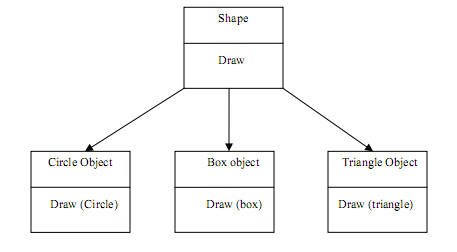 Shape
Draw
Circle Object
Box object
Triangle Object
Draw (Circle)
Draw (box)
Draw (triangle)